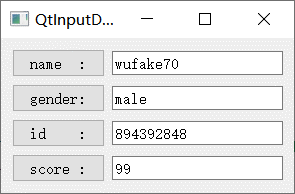 QtInputD...
name : wufake70
gender: male
id : 894392848
score : 99